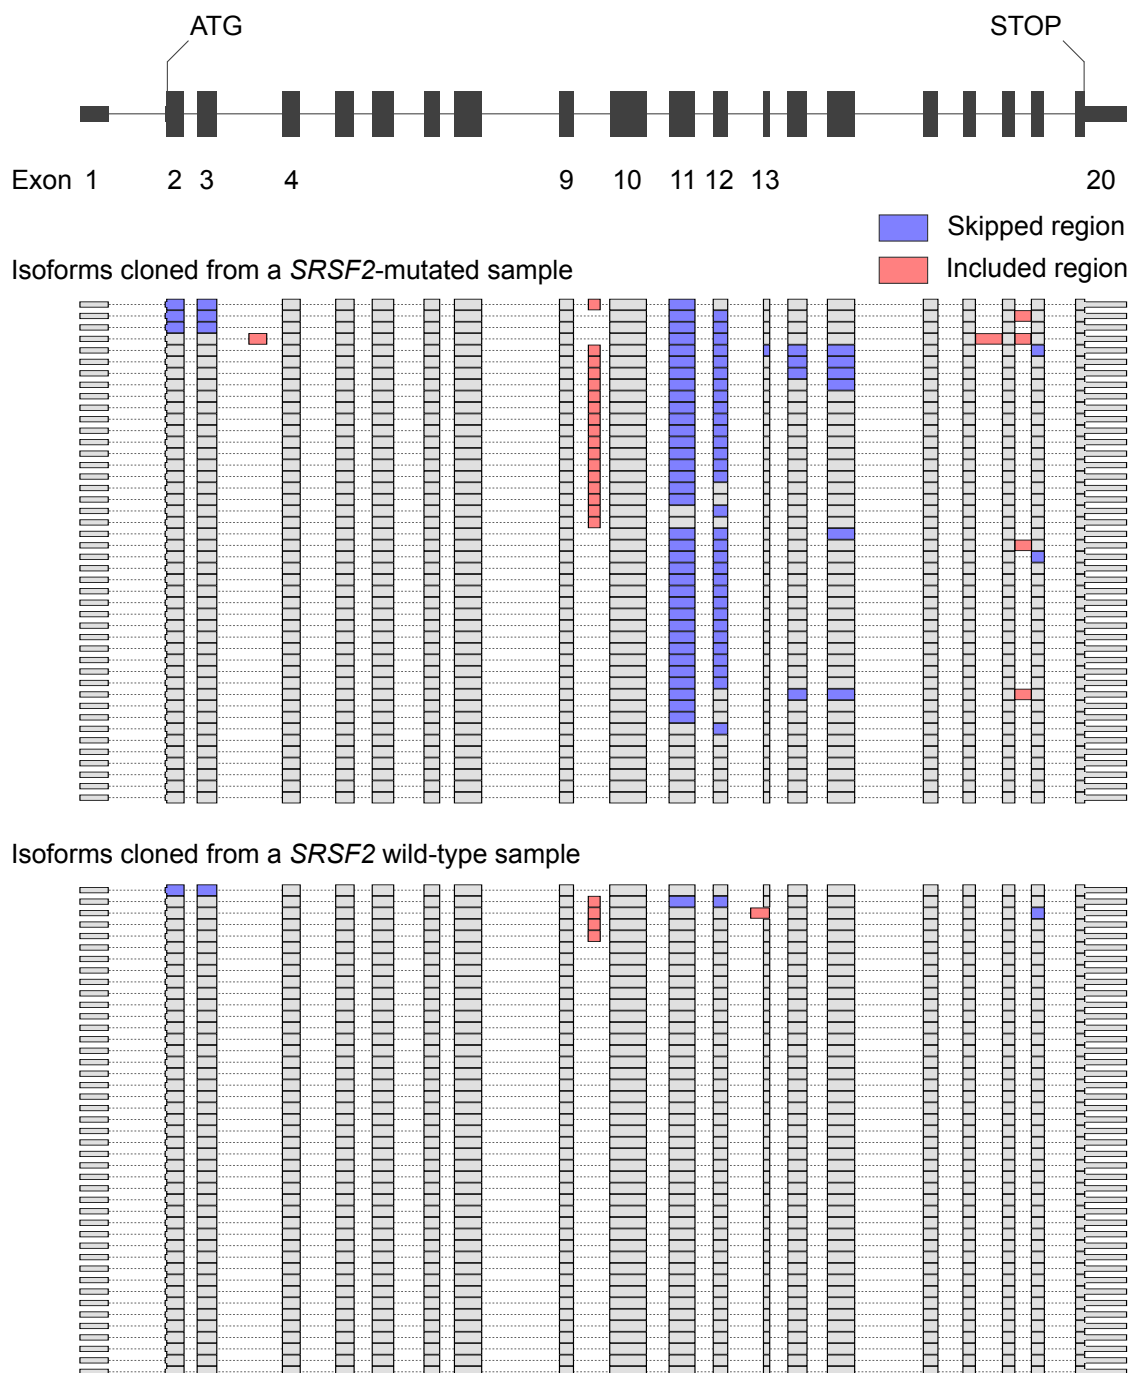 ATG STOP
Exon 1 2 3 4 9 10 11 12 13 20
Skipped region
Isoforms cloned from a SRSF2-mutated sample
Included region
Isoforms cloned from a SRSF2 wild-type sample